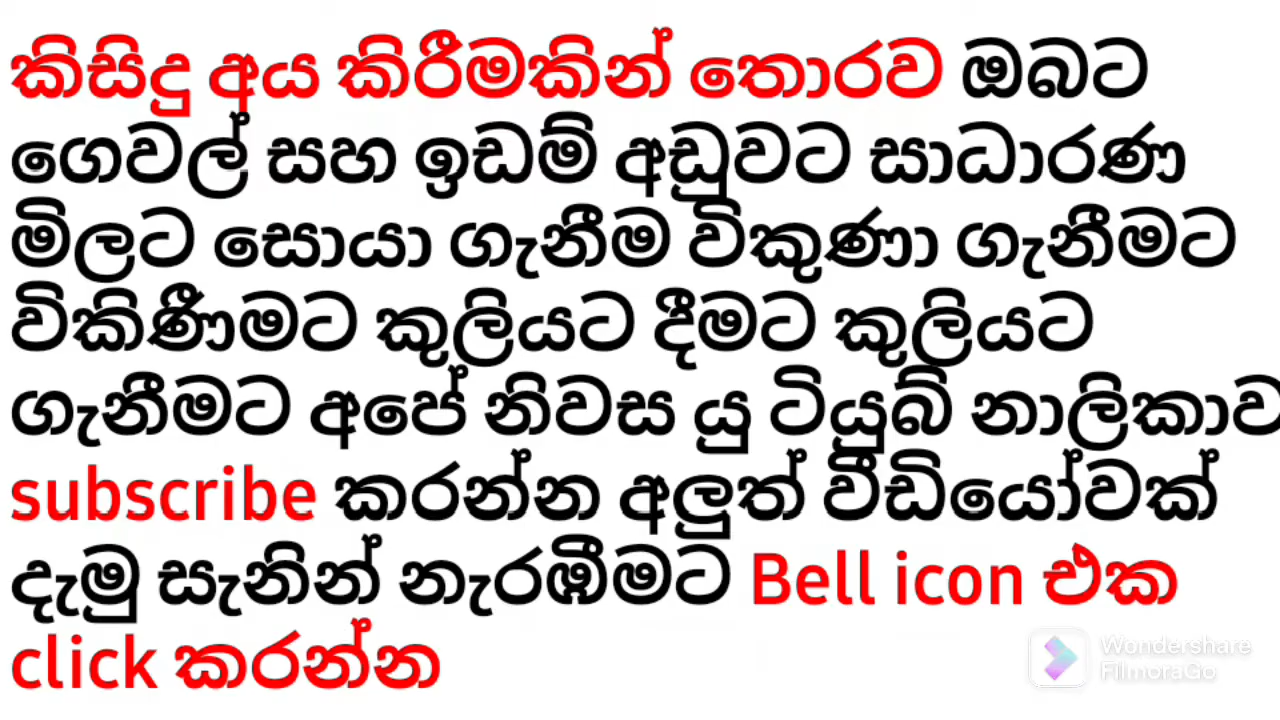 කිසිදු අය කිරීමකින් තොරව ඔබට
ගෙවල් සහ ඉඩම් අඩුවට සාධාරණ
මිලට සොයා ගැනීම විකුණා ගැනීමට
විකිණීමට කුලියට දීමට කුලියට
ගැනීමට අපේ නිවස යු ටියුබ් නාලිකාව
subscribe කරන්න අලුත් වීඩියෝවක්
දැමු සැනින් නැරඹීමට Bell icon එක
click කරන්න
Wondershare
FilmoraGo